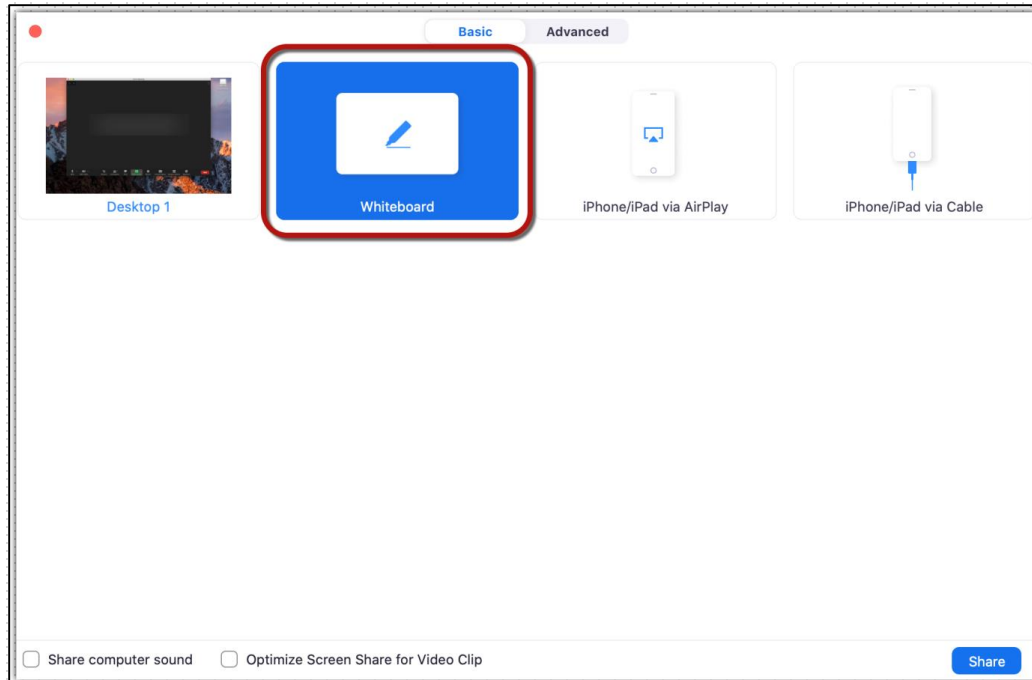 Basic Advanced
Desktop 1 Whiteboard iPhone/iPad via AirPlay iPhone/iPad via Cable
Share computer sound Optimize Screen Share for Video Clip Share